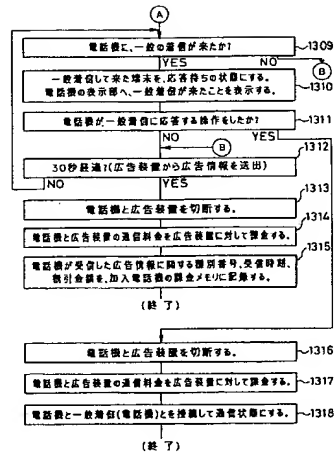 A
電話機に、一般の着信が来たか?
1309
YES
NO
B
一般着信して来た端末を、応答待ちの状態にする。
電話機の表示部へ、一般着信が来たことを表示する。
1310
電話機が一般着信に応答する操作をしたか?
1311
NO
YES
B
1312
30秒経過?(広告装置から広告情報を送出)
NO
YES
1313
電話機と広告装置を切断する。
1314
電話機と広告装置の通信料金を広告装置に対して課金する。
1315
電話機が受信した広告情報に関する識別番号、受信時刻、
割引金額を、加入電話機の課金メモリに記録する。
(終了)
電話機と広告装置を切断する。
1316
電話機と広告装置の通信料金を広告装置に対して課金する。
1317
電話機と一般着信(電話機)とを接続して通信状態にする。
1318
(終了)